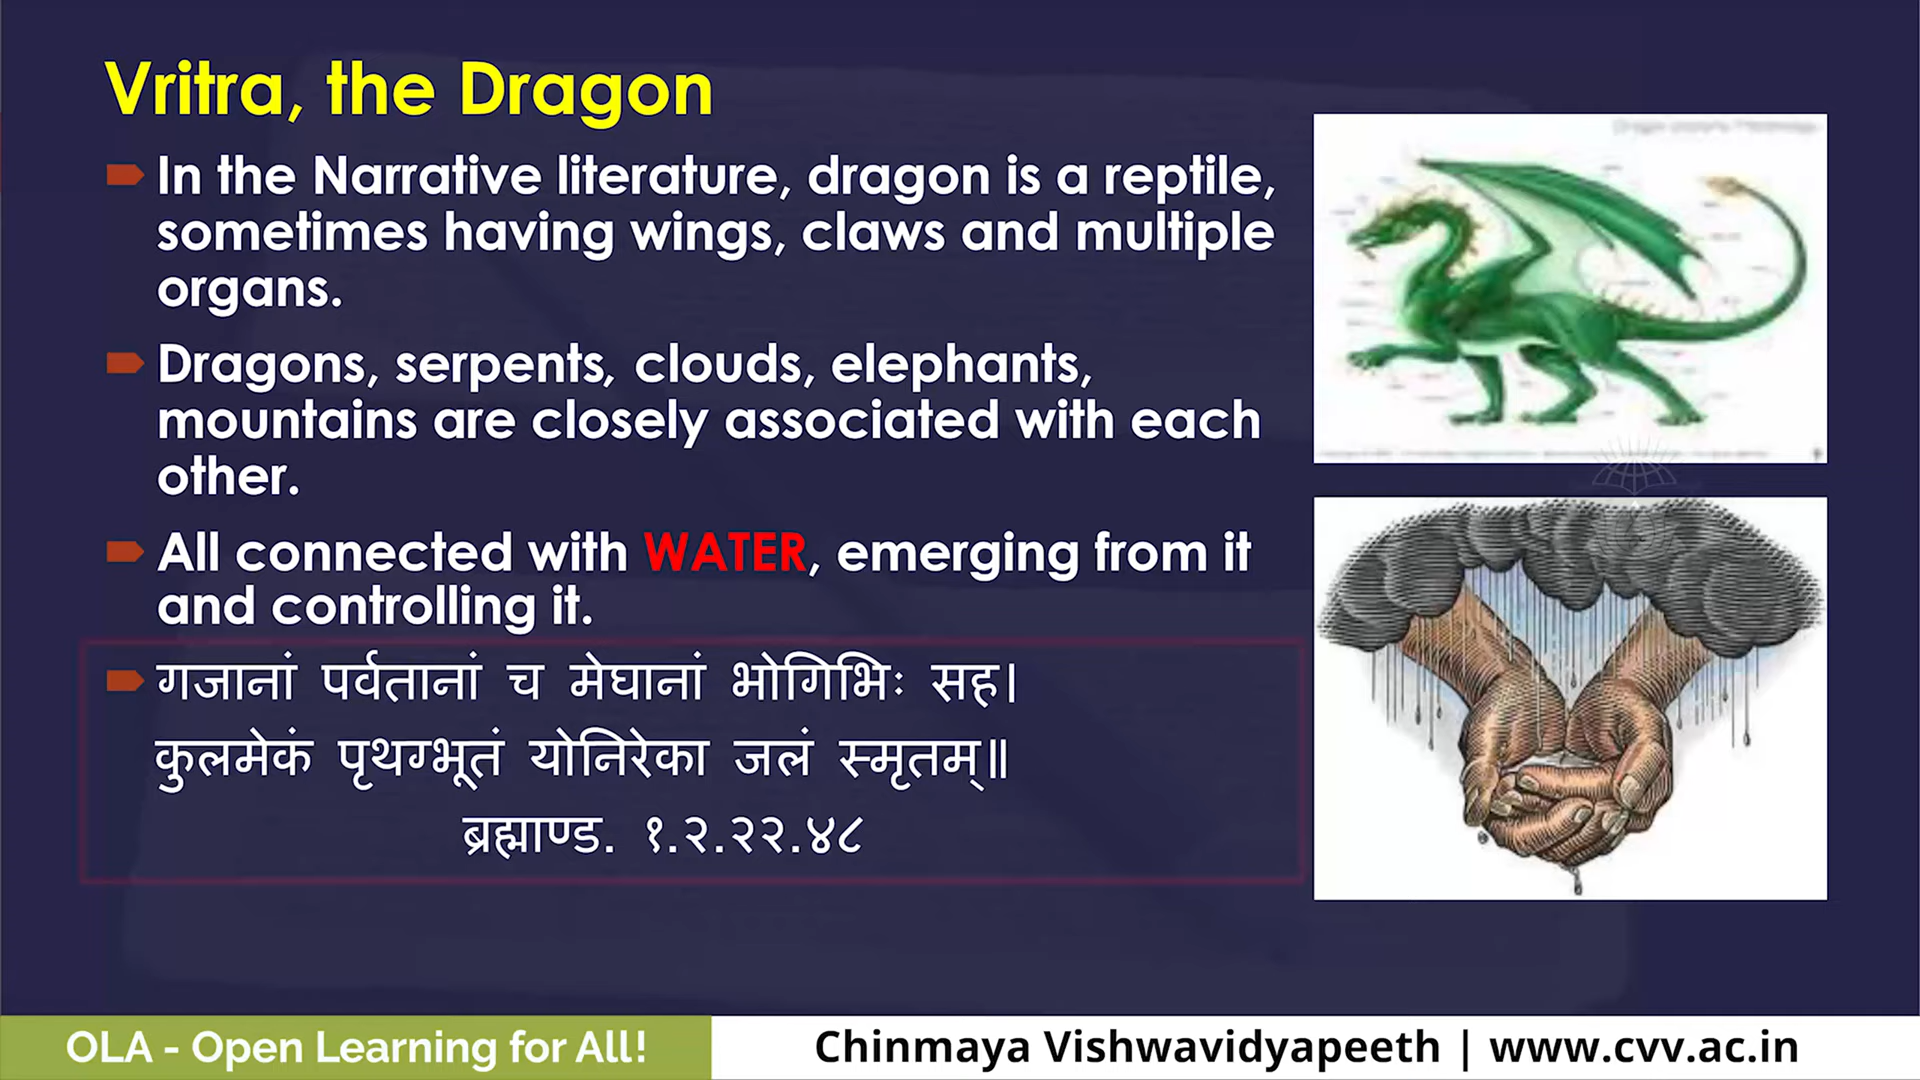 Vritra, the Dragon
In the Narrative literature, dragon is a reptile,
sometimes having wings, claws and multiple
organs.
Dragons, serpents, clouds, elephants,
mountains are closely associated with each
other.
All connected with WATER, emerging from it
and controlling it.
गजानां पर्वतानां च मेघानां भोगिभिः सह।
कुलमेकं पृथग्भूतं योनिरेका जलं स्मृतम्॥
ब्रह्माण्ड. १.२.२२.४८
OLA - Open Learning for All!
Chinmaya Vishwavidyapeeth | www.cvv.ac.in